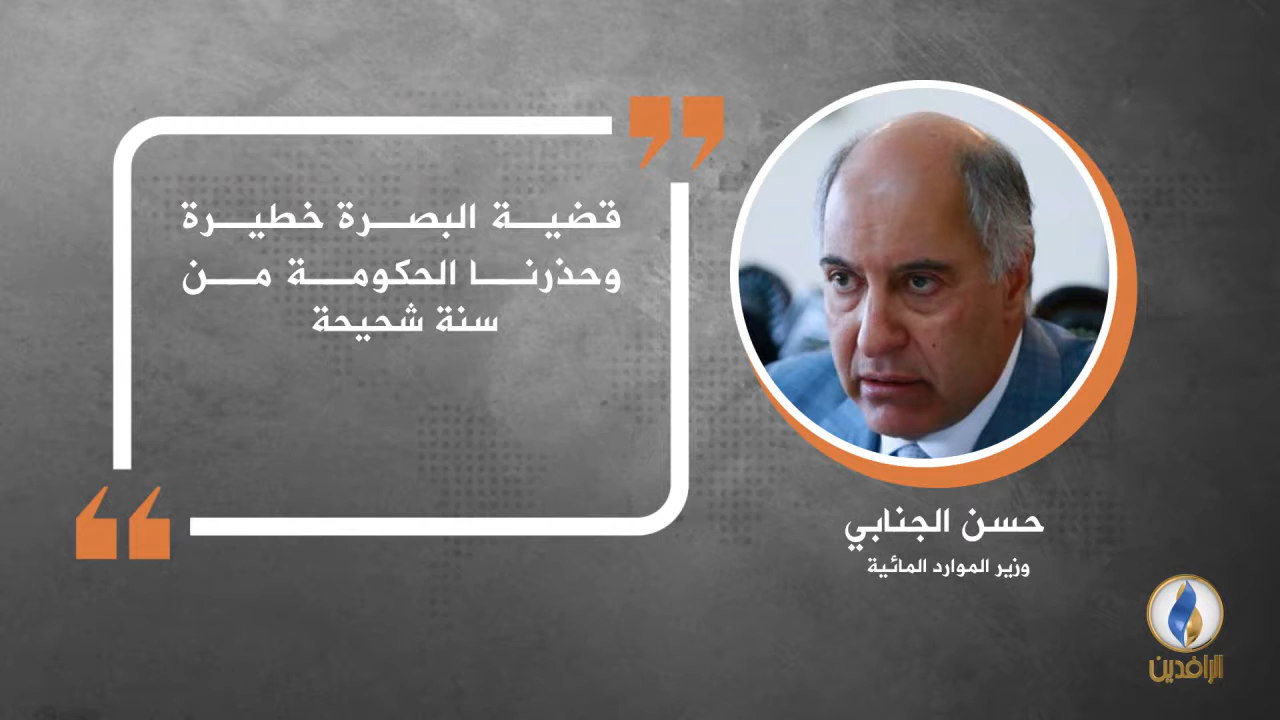 قضية البصرة خطيرة
وحذرنا الحكومة من
سنة شحيحة
حسن الجنابي
وزير الموارد المائية
الرافدين